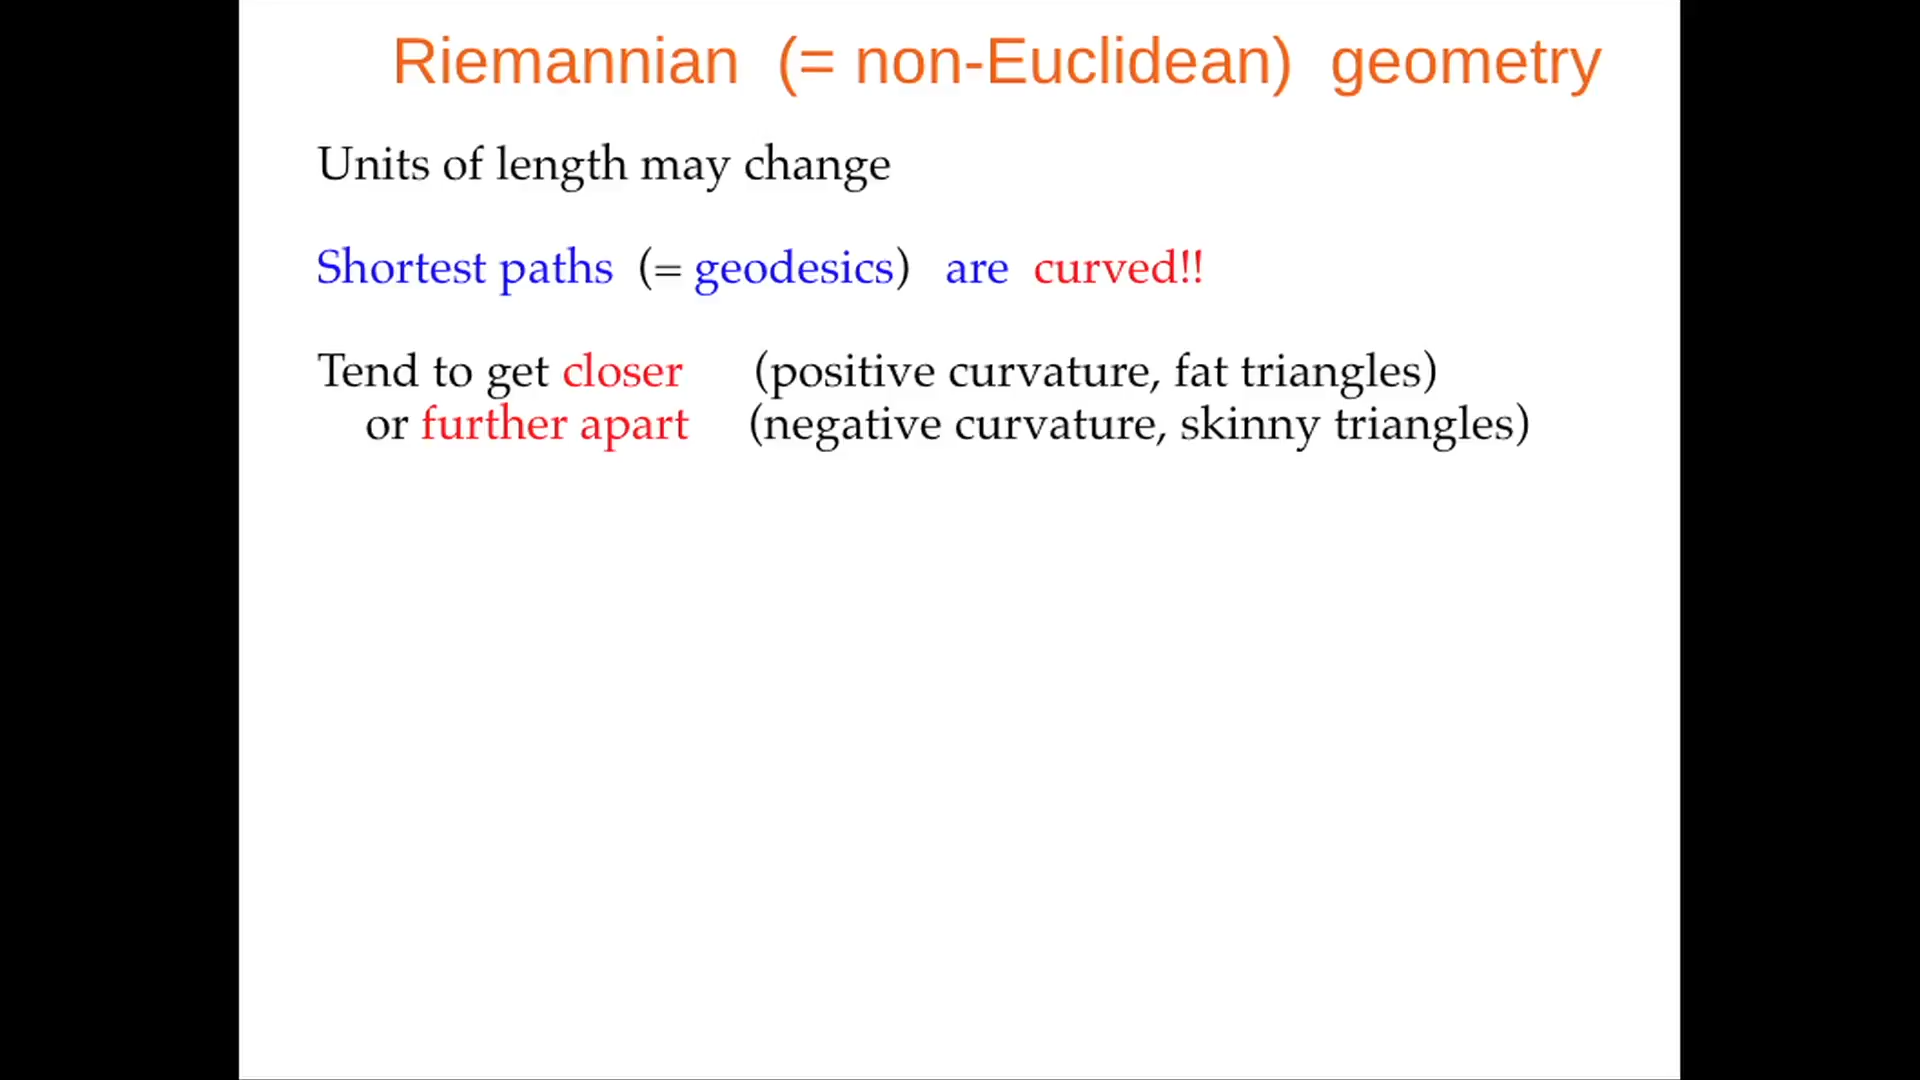 Riemannian (= non-Euclidean) geometry
Units of length may change
Shortest paths (= geodesics) are curved!!
Tend to get closer (positive curvature, fat triangles)
or further apart (negative curvature, skinny triangles)